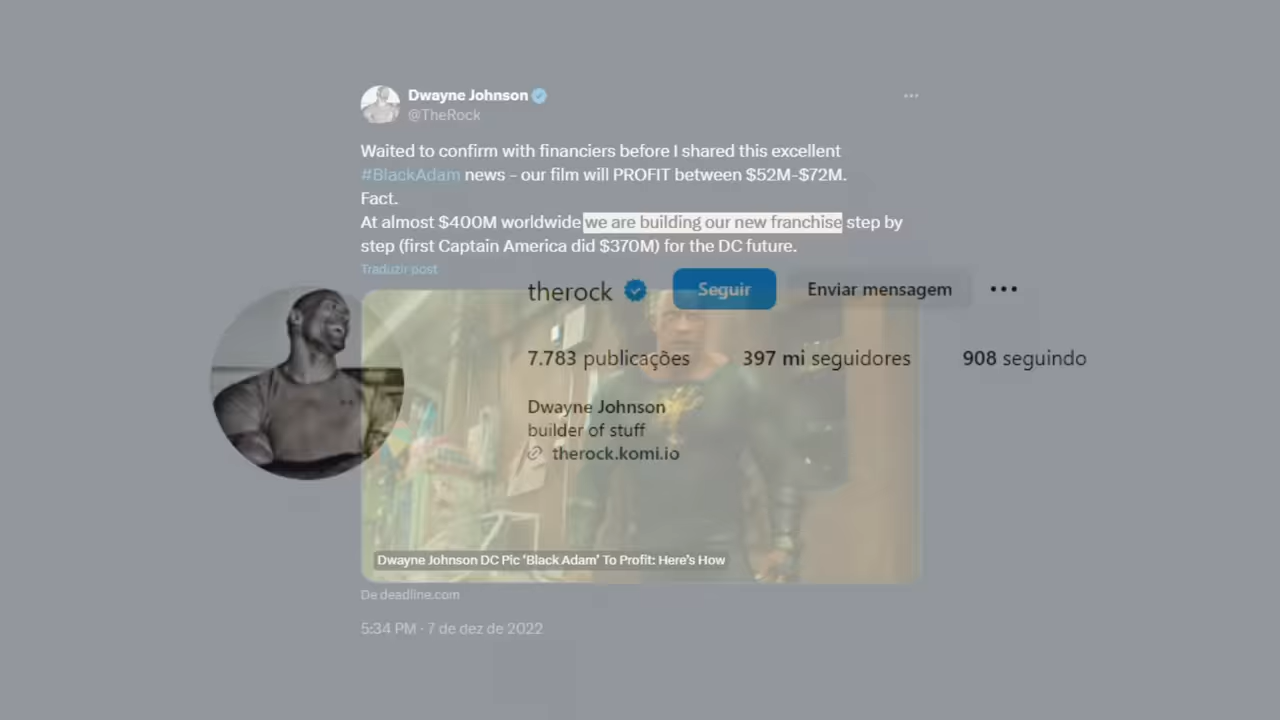 Dwayne Johnson
@TheRock
Waited to confirm with financiers before I shared this excellent
#BlackAdam news - our film will PROFIT between $52M-$72M.
Fact.
At almost $400M worldwide we are building our new franchise step by
step (first Captain America did $370M) for the DC future.
Traduzir post
therock Seguir Enviar mensagem
7.783 publicações 397 mi seguidores 908 seguindo
Dwayne Johnson
builder of stuff
therock.komi.io
Dwayne Johnson DC Pic ‘Black Adam’ To Profit: Here’s How
De deadline.com
5:34 PM · 7 de dez de 2022